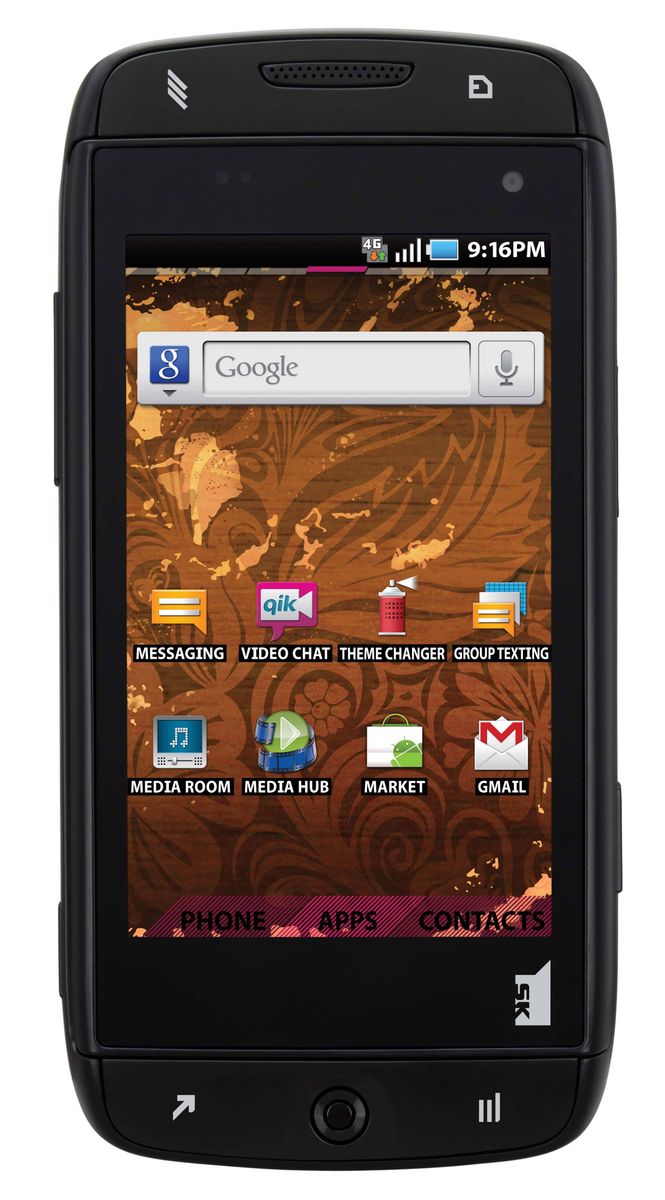 4G 9:16PM
g Google
qik
MESSAGING VIDEO CHAT THEME CHANGER GROUP TEXTING
MEDIA ROOM MEDIA HUB MARKET GMAIL
PHONE APPS CONTACTS
SK